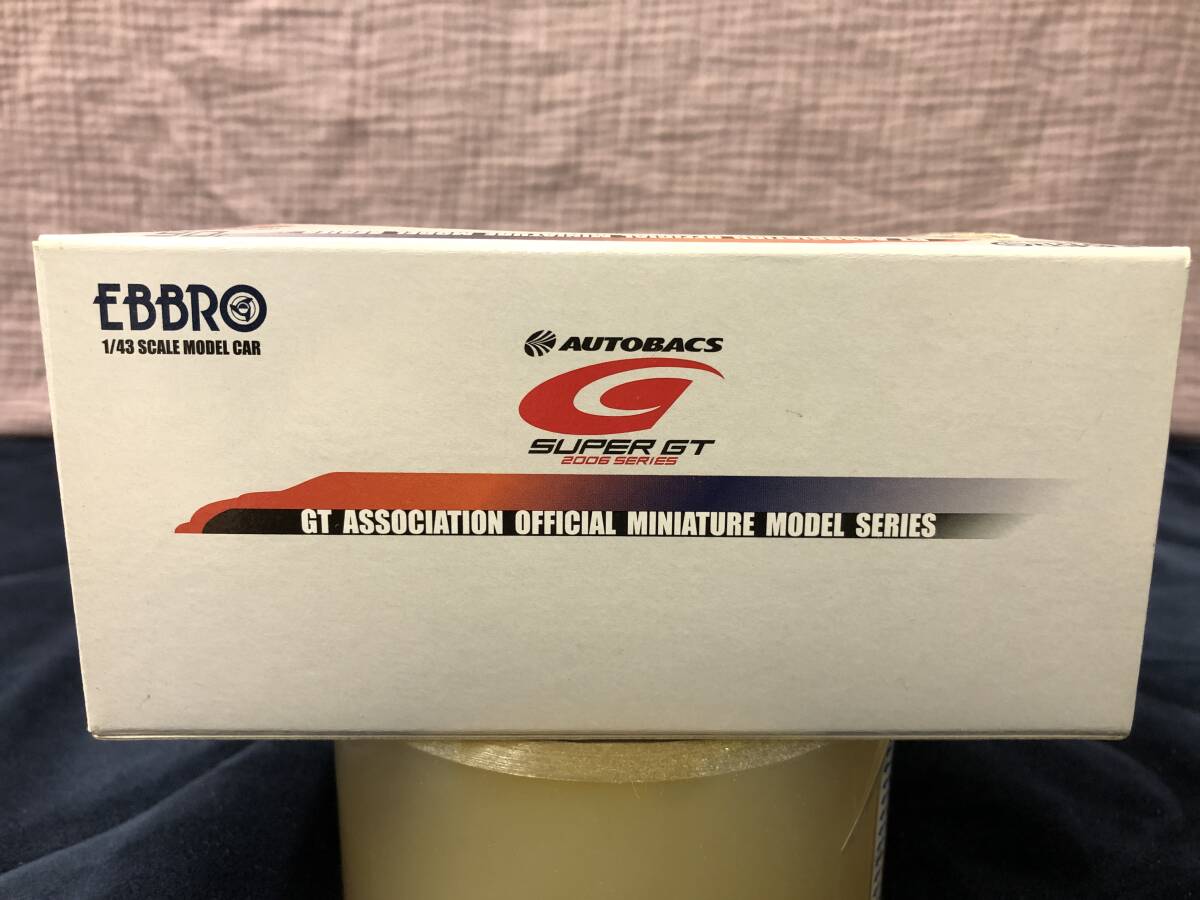 EBBRO
1/43 SCALE MODEL CAR
AUTOBACS
SUPER GT
2006 SERIES
GT ASSOCIATION OFFICIAL MINIATURE MODEL SERIES